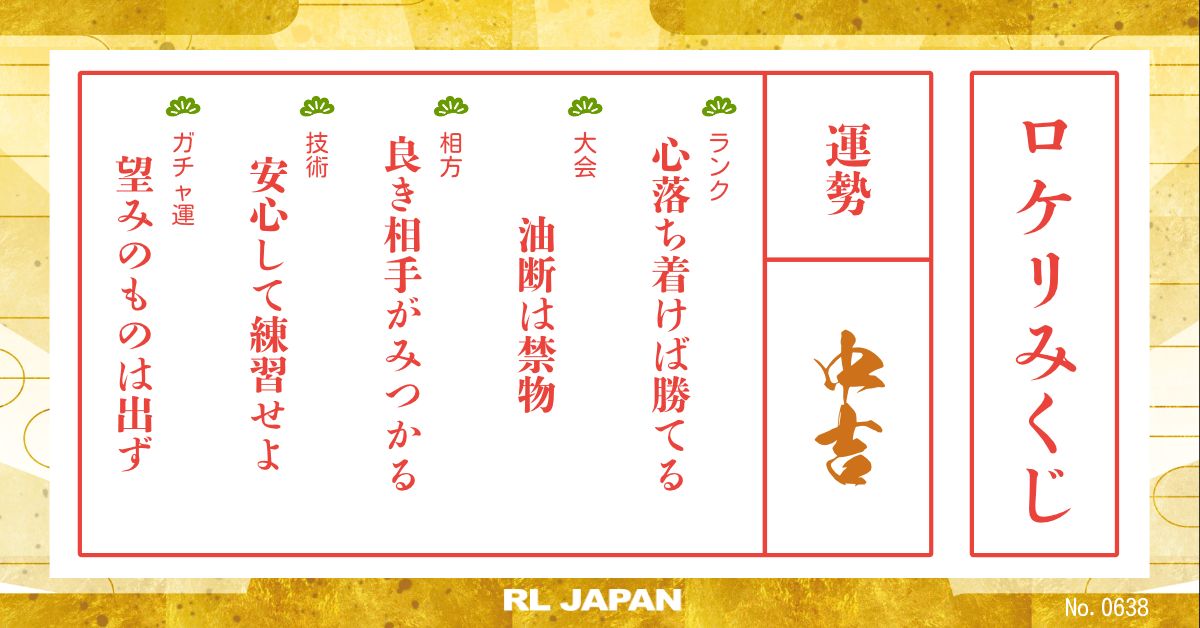 ロケリみくじ
運勢
中吉
ランク
心落ち着けば勝てる
大会
油断は禁物
相方
良き相手がみつかる
技術
安心して練習せよ
ガチャ運
望みのものは出ず
RL JAPAN
No. 0638